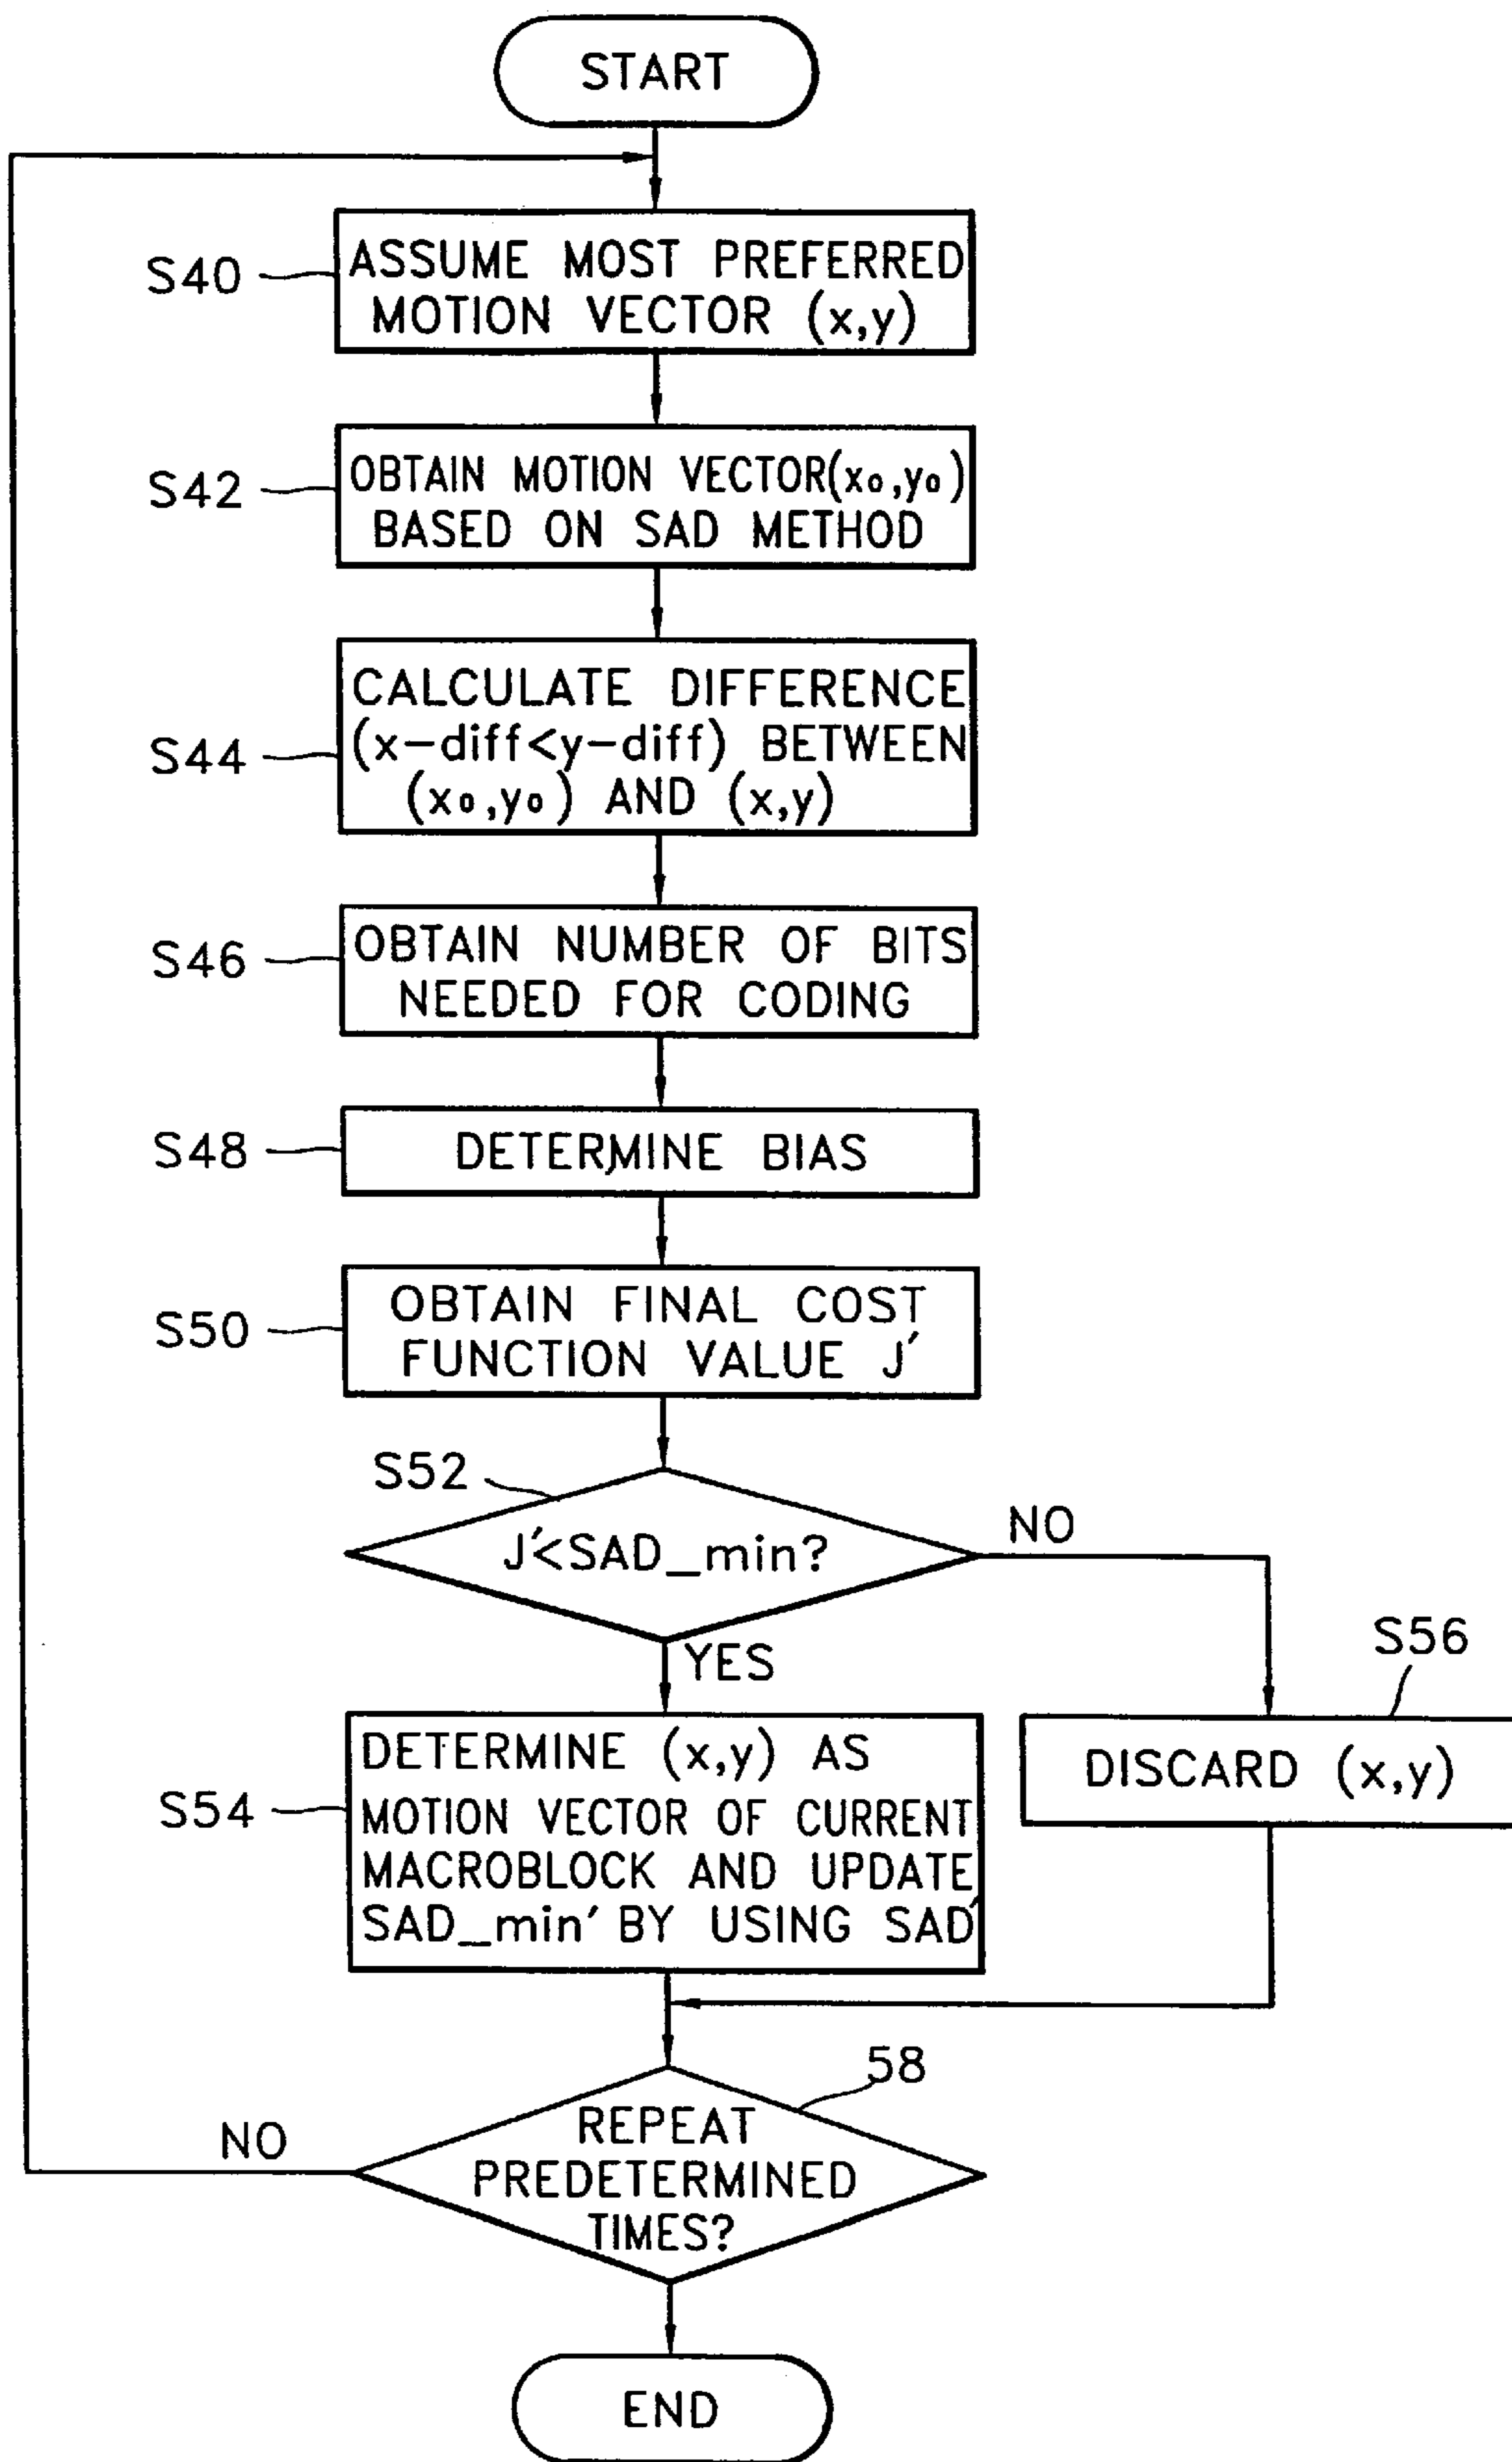 START
S40
ASSUME MOST PREFERRED
MOTION VECTOR (x,y)
S42
OBTAIN MOTION VECTOR(x₀,y₀)
BASED ON SAD METHOD
S44
CALCULATE DIFFERENCE
(x-diff<y-diff) BETWEEN
(x₀,y₀) AND (x,y)
S46
OBTAIN NUMBER OF BITS
NEEDED FOR CODING
S48
DETERMINE BIAS
S50
OBTAIN FINAL COST
FUNCTION VALUE J′
S52
J′<SAD_min?
NO
YES
S54
DETERMINE (x,y) AS
MOTION VECTOR OF CURRENT
MACROBLOCK AND UPDATE
SAD_min′ BY USING SAD′
S56
DISCARD (x,y)
58
REPEAT
PREDETERMINED
TIMES?
NO
END